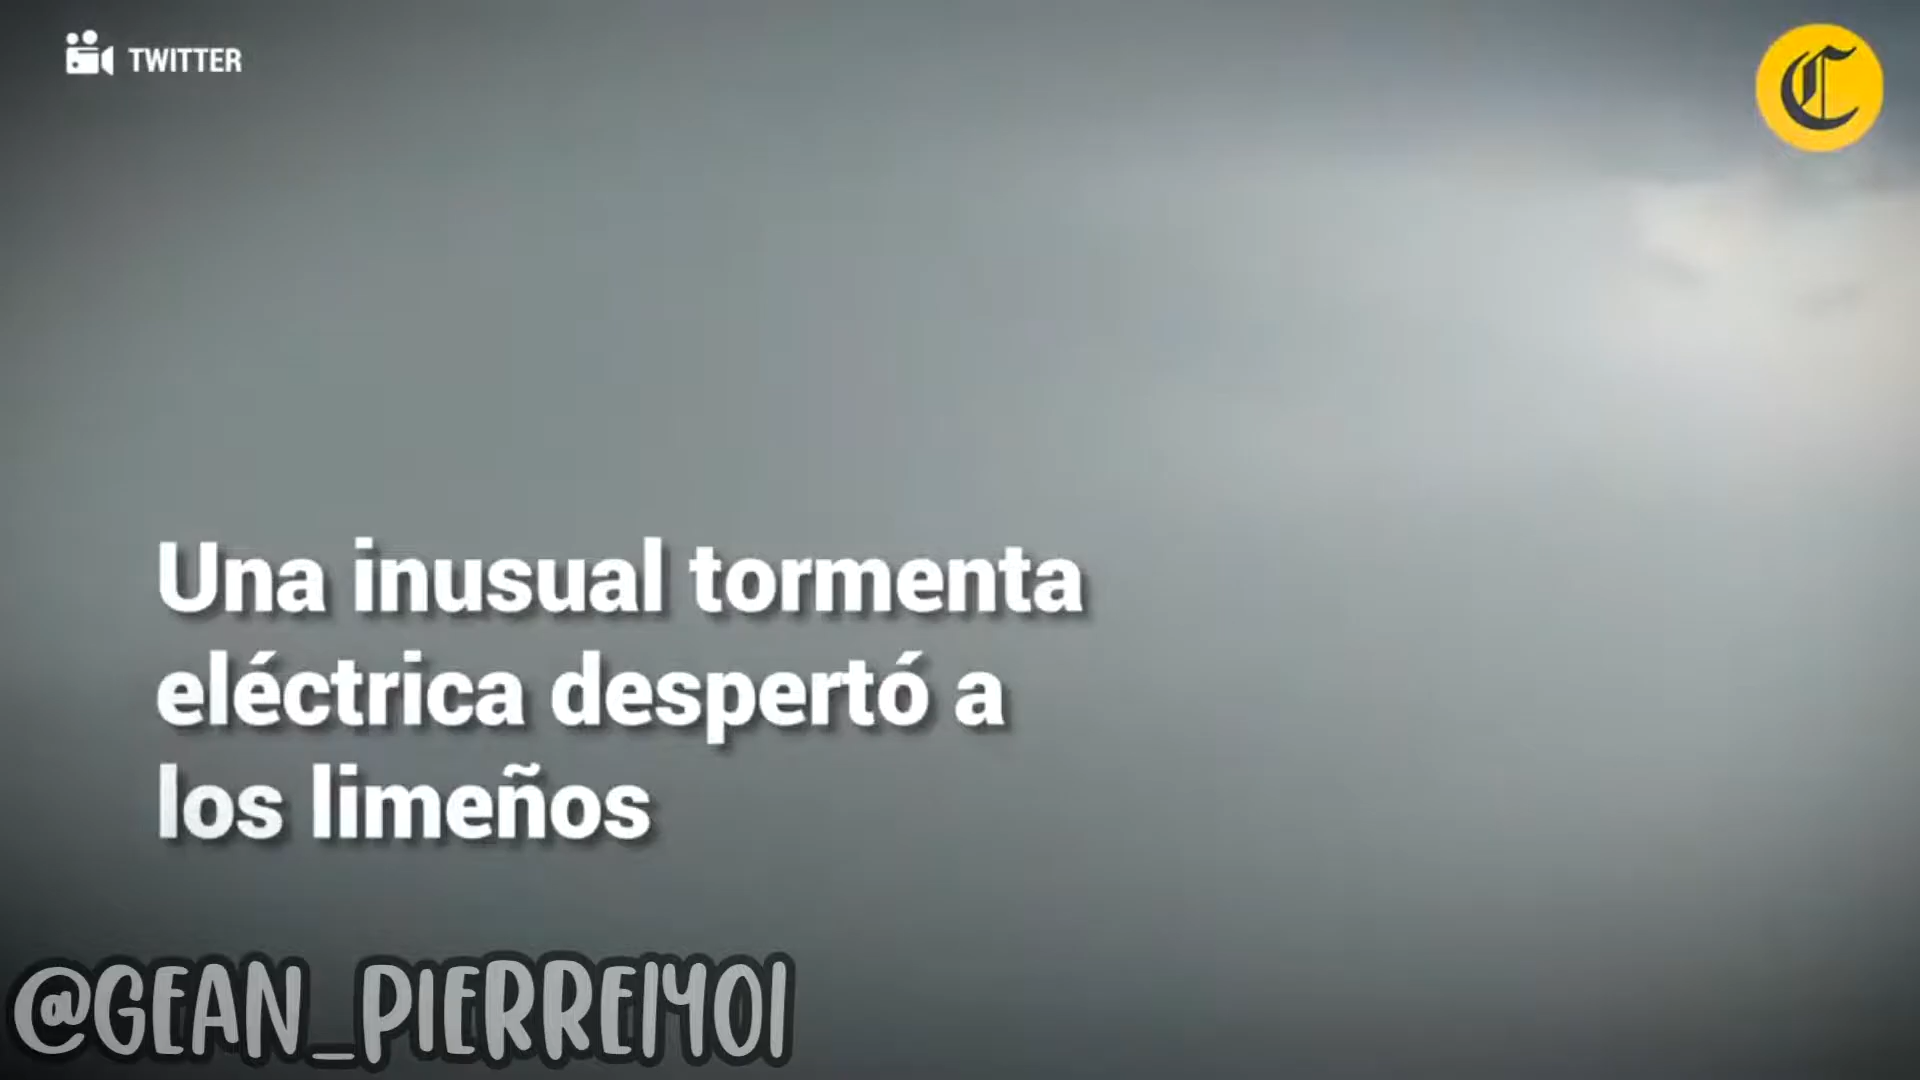 TWITTER
C
Una inusual tormenta
eléctrica despertó a
los limeños
@GEAN_PIERRE1401